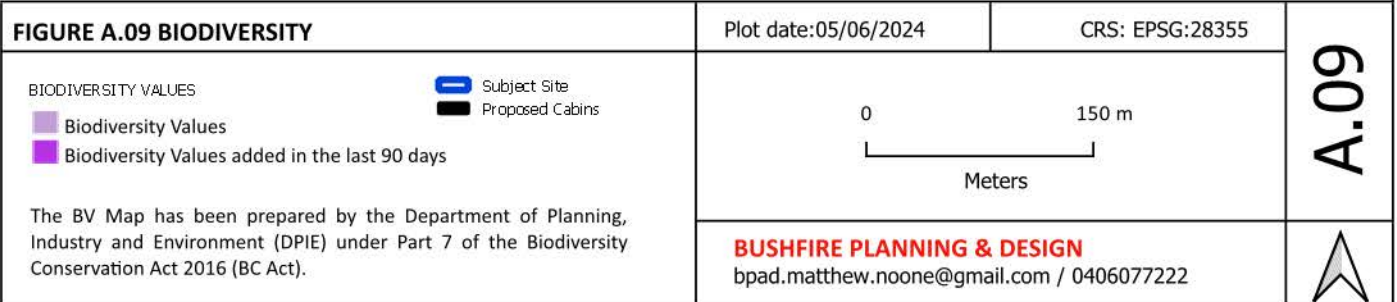 FIGURE A.09 BIODIVERSITY
Plot date:05/06/2024
CRS: EPSG:28355
A.09
BIODIVERSITY VALUES
Biodiversity Values
Biodiversity Values added in the last 90 days
Subject Site
Proposed Cabins
The BV Map has been prepared by the Department of Planning,
Industry and Environment (DPIE) under Part 7 of the Biodiversity
Conservation Act 2016 (BC Act).
0 150 m
Meters
BUSHFIRE PLANNING & DESIGN
bpad.matthew.noone@gmail.com / 0406077222